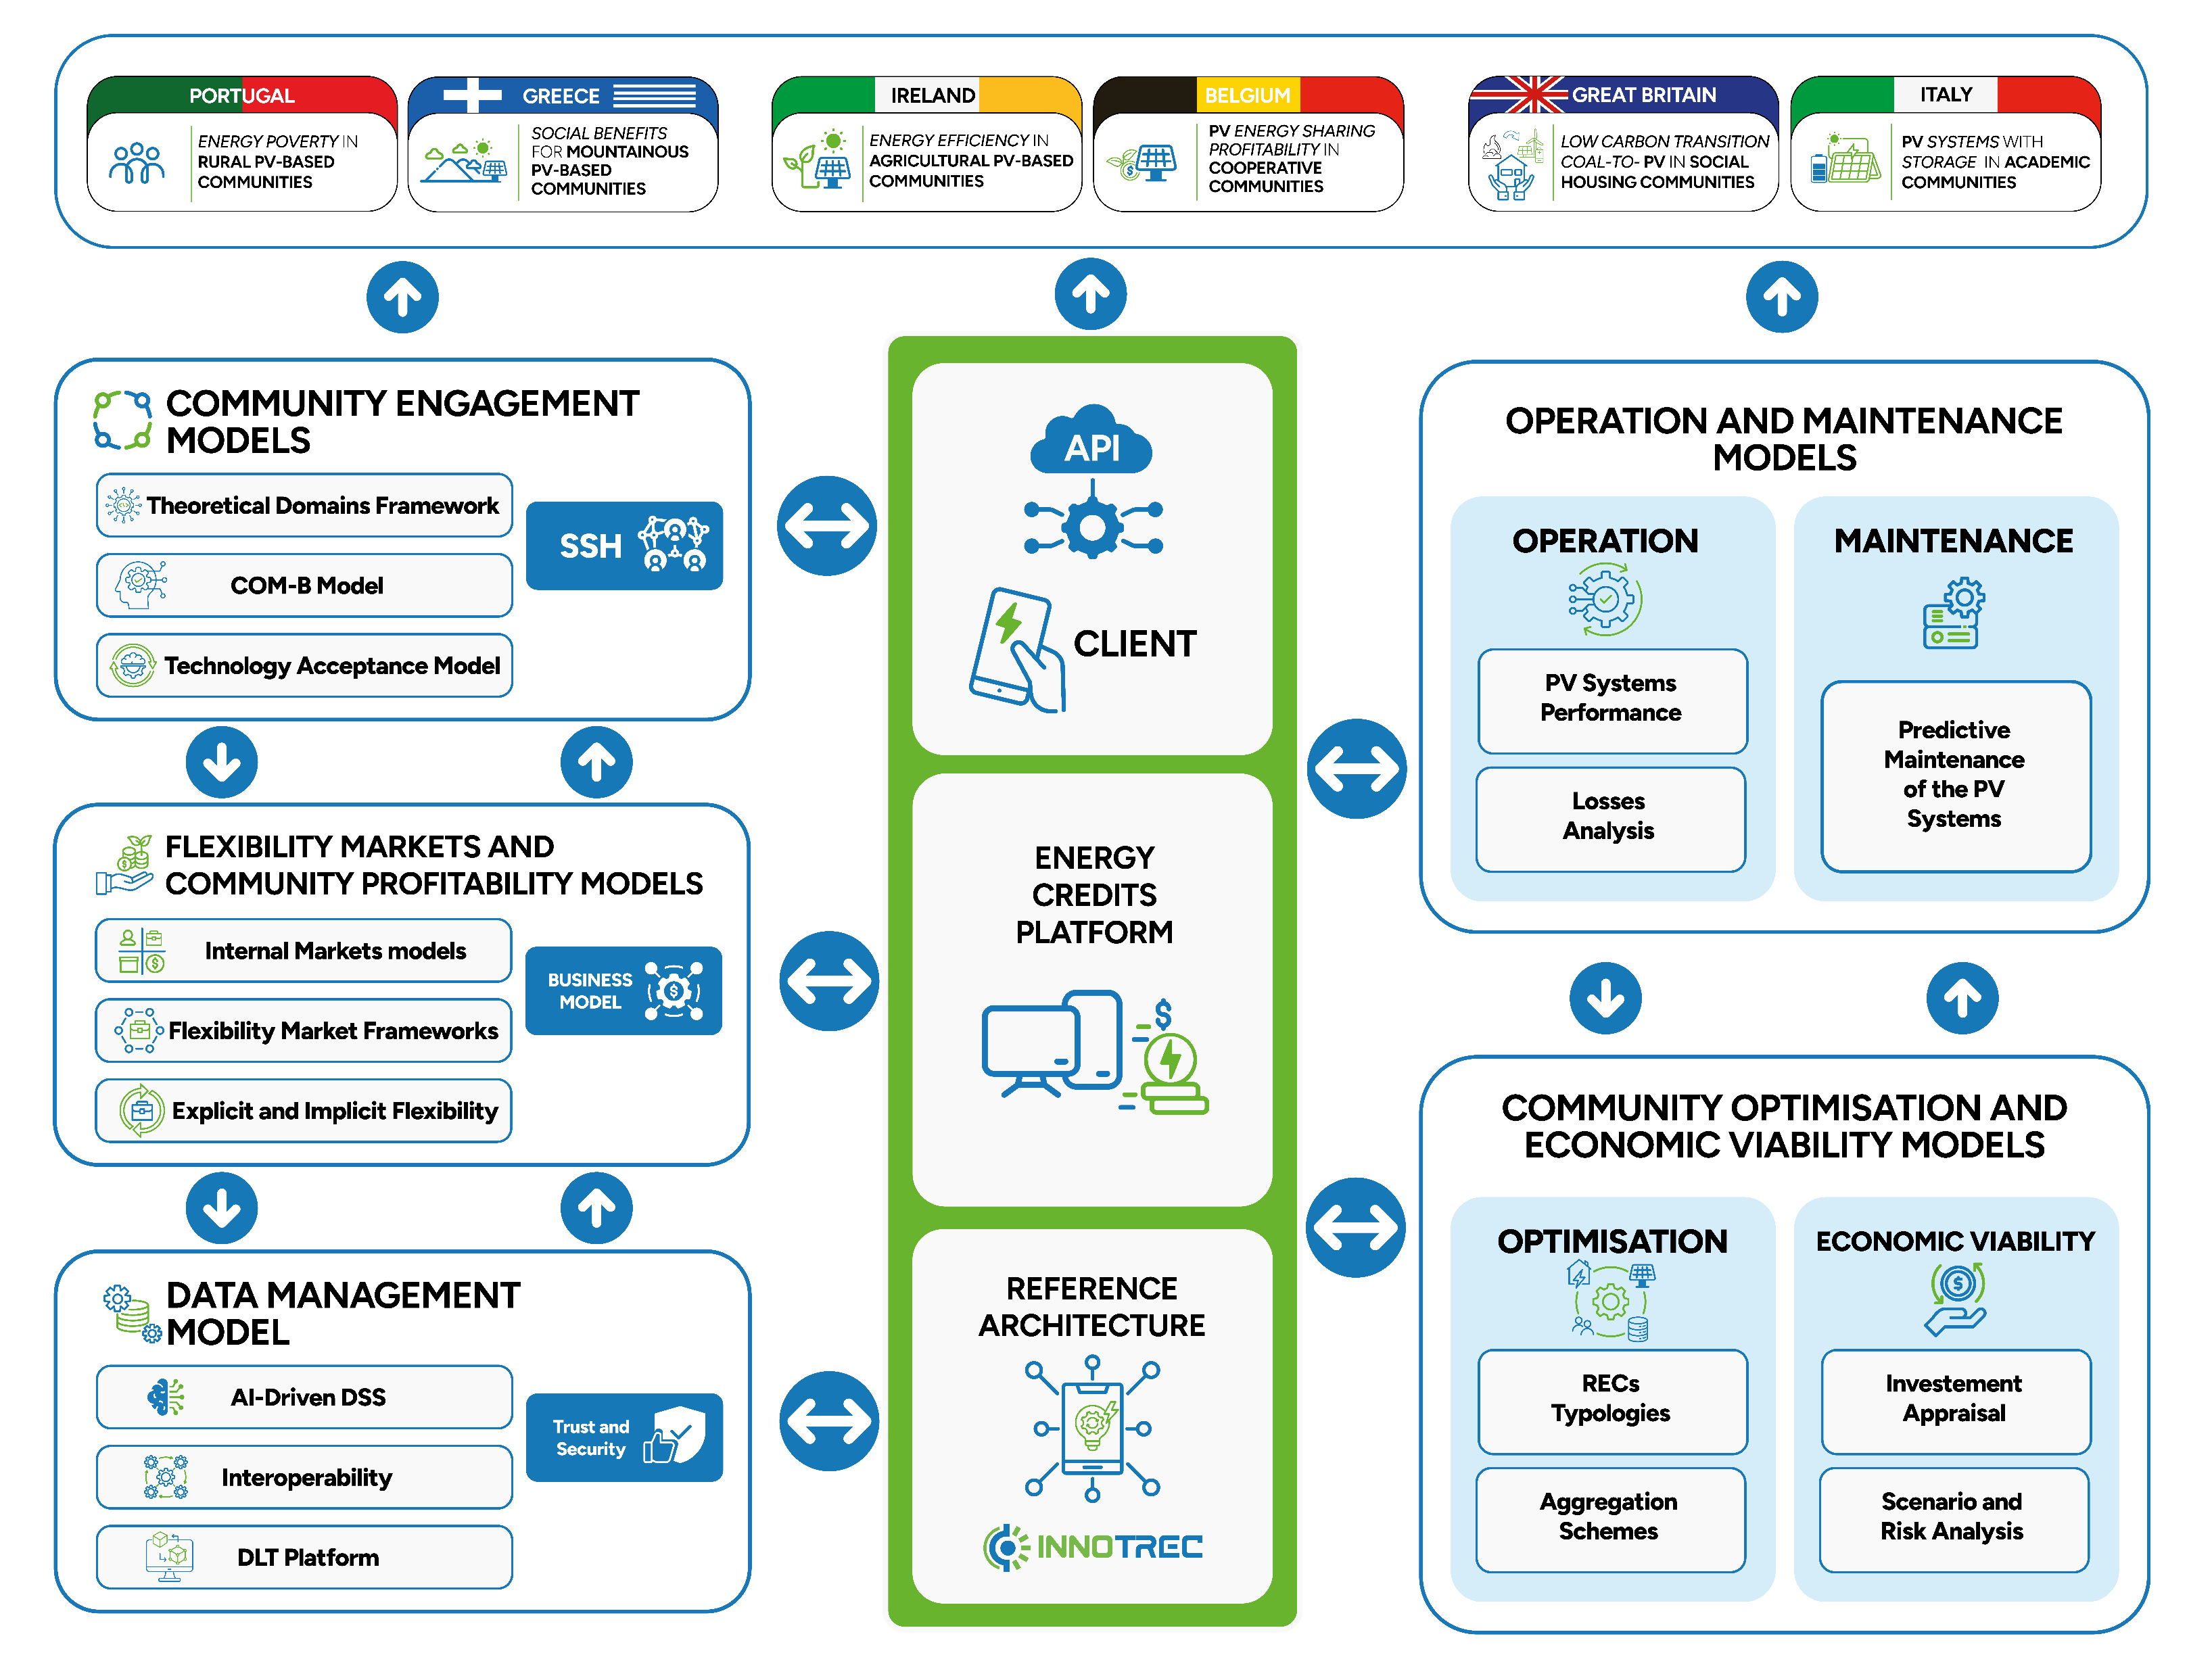 PORTUGAL
ENERGY POVERTY IN
RURAL PV-BASED
COMMUNITIES
GREECE
SOCIAL BENEFITS
FOR MOUNTAINOUS
PV-BASED
COMMUNITIES
IRELAND
ENERGY EFFICIENCY IN
AGRICULTURAL PV-BASED
COMMUNITIES
BELGIUM
PV ENERGY SHARING
PROFITABILITY IN
COOPERATIVE
COMMUNITIES
GREAT BRITAIN
LOW CARBON TRANSITION
COAL-TO- PV IN SOCIAL
HOUSING COMMUNITIES
ITALY
PV SYSTEMS WITH
STORAGE IN ACADEMIC
COMMUNITIES
COMMUNITY ENGAGEMENT
MODELS
Theoretical Domains Framework
COM-B Model
Technology Acceptance Model
SSH
FLEXIBILITY MARKETS AND
COMMUNITY PROFITABILITY MODELS
Internal Markets models
Flexibility Market Frameworks
Explicit and Implicit Flexibility
BUSINESS
MODEL
DATA MANAGEMENT
MODEL
AI-Driven DSS
Interoperability
DLT Platform
Trust and
Security
API
CLIENT
ENERGY
CREDITS
PLATFORM
REFERENCE
ARCHITECTURE
INNOTREC
OPERATION AND MAINTENANCE
MODELS
OPERATION
PV Systems
Performance
Losses
Analysis
MAINTENANCE
Predictive
Maintenance
of the PV
Systems
COMMUNITY OPTIMISATION AND
ECONOMIC VIABILITY MODELS
OPTIMISATION
RECs
Typologies
Aggregation
Schemes
ECONOMIC VIABILITY
Investement
Appraisal
Scenario and
Risk Analysis